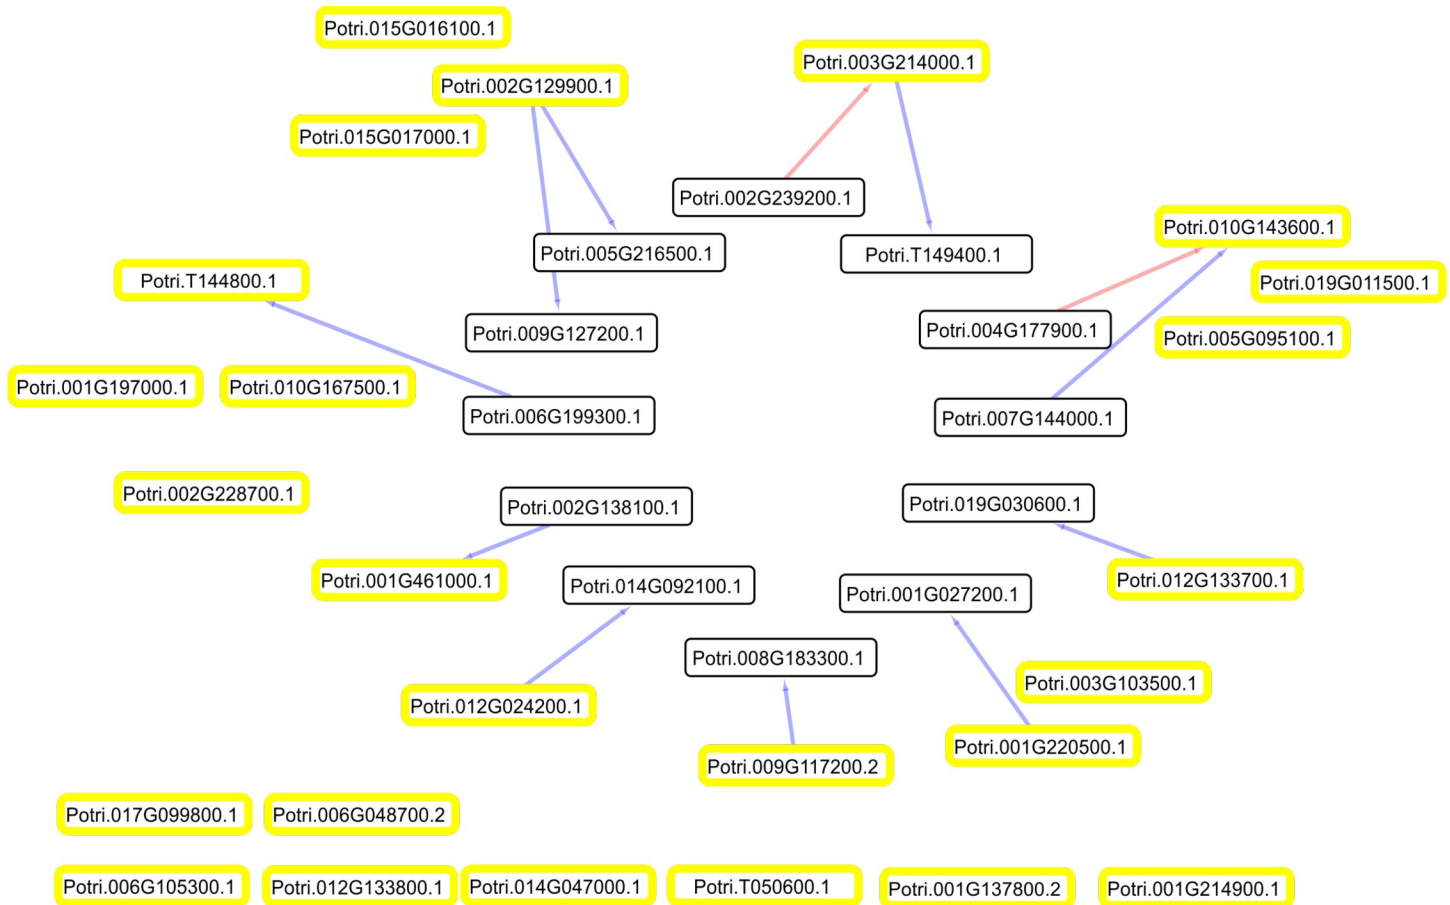 Potri.015G016100.1
Potri.003G214000.1
Potri.002G129900.1
Potri.015G017000.1
Potri.002G239200.1
Potri.010G143600.1
Potri.005G216500.1
Potri.T149400.1
Potri.T144800.1
Potri.019G011500.1
Potri.009G127200.1
Potri.004G177900.1
Potri.005G095100.1
Potri.001G197000.1
Potri.010G167500.1
Potri.006G199300.1
Potri.007G144000.1
Potri.002G228700.1
Potri.002G138100.1
Potri.019G030600.1
Potri.001G461000.1
Potri.014G092100.1
Potri.001G027200.1
Potri.012G133700.1
Potri.008G183300.1
Potri.003G103500.1
Potri.012G024200.1
Potri.001G220500.1
Potri.009G117200.2
Potri.017G099800.1
Potri.006G048700.2
Potri.006G105300.1
Potri.012G133800.1
Potri.014G047000.1
Potri.T050600.1
Potri.001G137800.2
Potri.001G214900.1